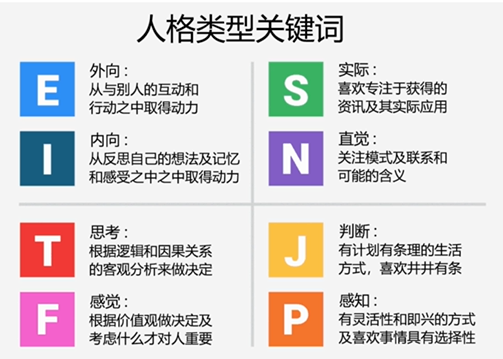 人格类型关键词
E
外向：
从与别人的互动和
行动之中取得动力
I
内向：
从反思自己的想法及记忆
和感受之中之中取得动力
S
实际：
喜欢专注于获得的
资讯及其实际应用
N
直觉：
关注模式及联系和
可能的含义
T
思考：
根据逻辑和因果关系
的客观分析来做决定
F
感觉：
根据价值观做决定及
考虑什么才对人重要
J
判断：
有计划有条理的生活
方式，喜欢井井有条
P
感知：
有灵活性和即兴的方式
及喜欢事情具有选择性